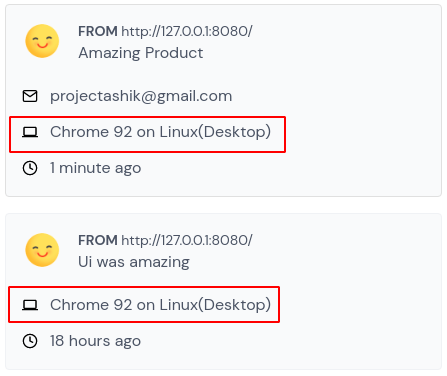 FROM http://127.0.0.1:8080/
Amazing Product
projectashik@gmail.com
Chrome 92 on Linux(Desktop)
1 minute ago
FROM http://127.0.0.1:8080/
Ui was amazing
Chrome 92 on Linux(Desktop)
18 hours ago